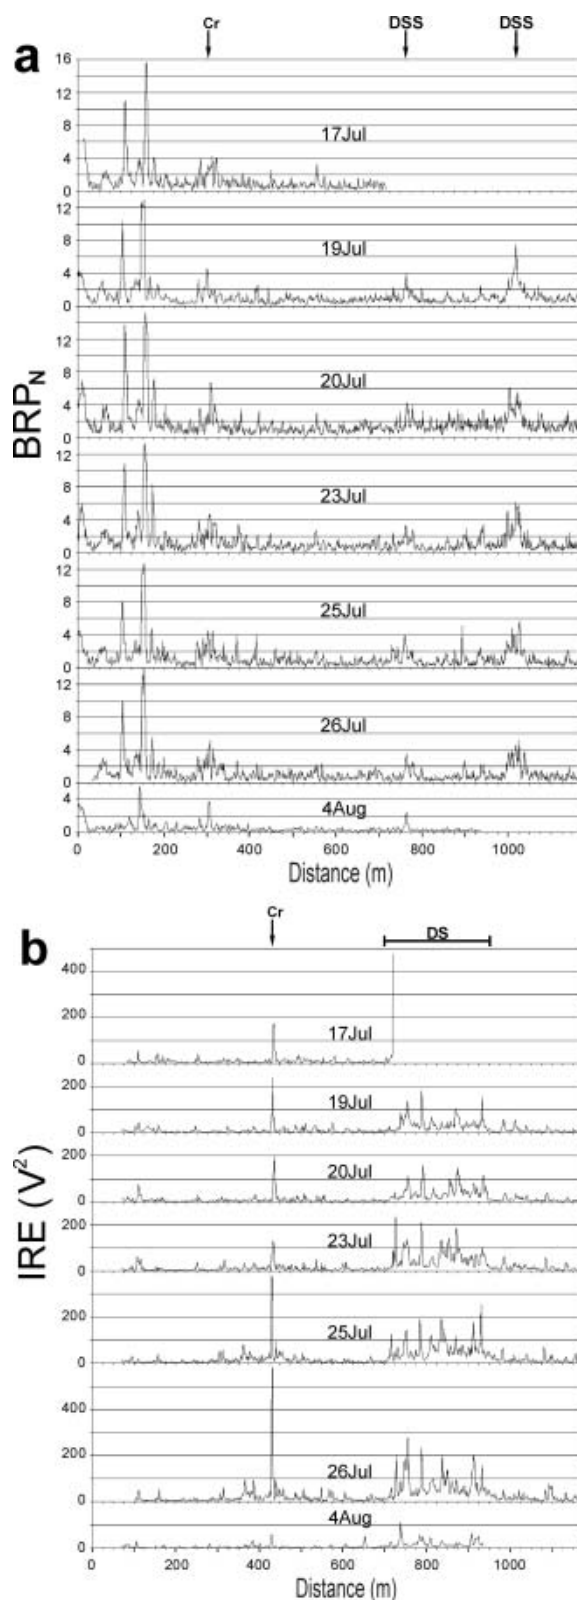 Cr DSS DSS
a
16
12
17Jul
8
4
0
12
19Jul
8
4
0
12
20Jul
8
4
0
BRP_N
12
23Jul
8
4
0
12
25Jul
8
4
0
12
26Jul
8
4
0
4 4Aug
0
0 200 400 600 800 1000
Distance (m)
Cr DS
b
400
200
17Jul
0
200 19Jul
0
200 20Jul
0
IRE (V²)
200 23Jul
0
200
25Jul
0
400
200
26Jul
0
4Aug
0
0 200 400 600 800 1000
Distance (m)